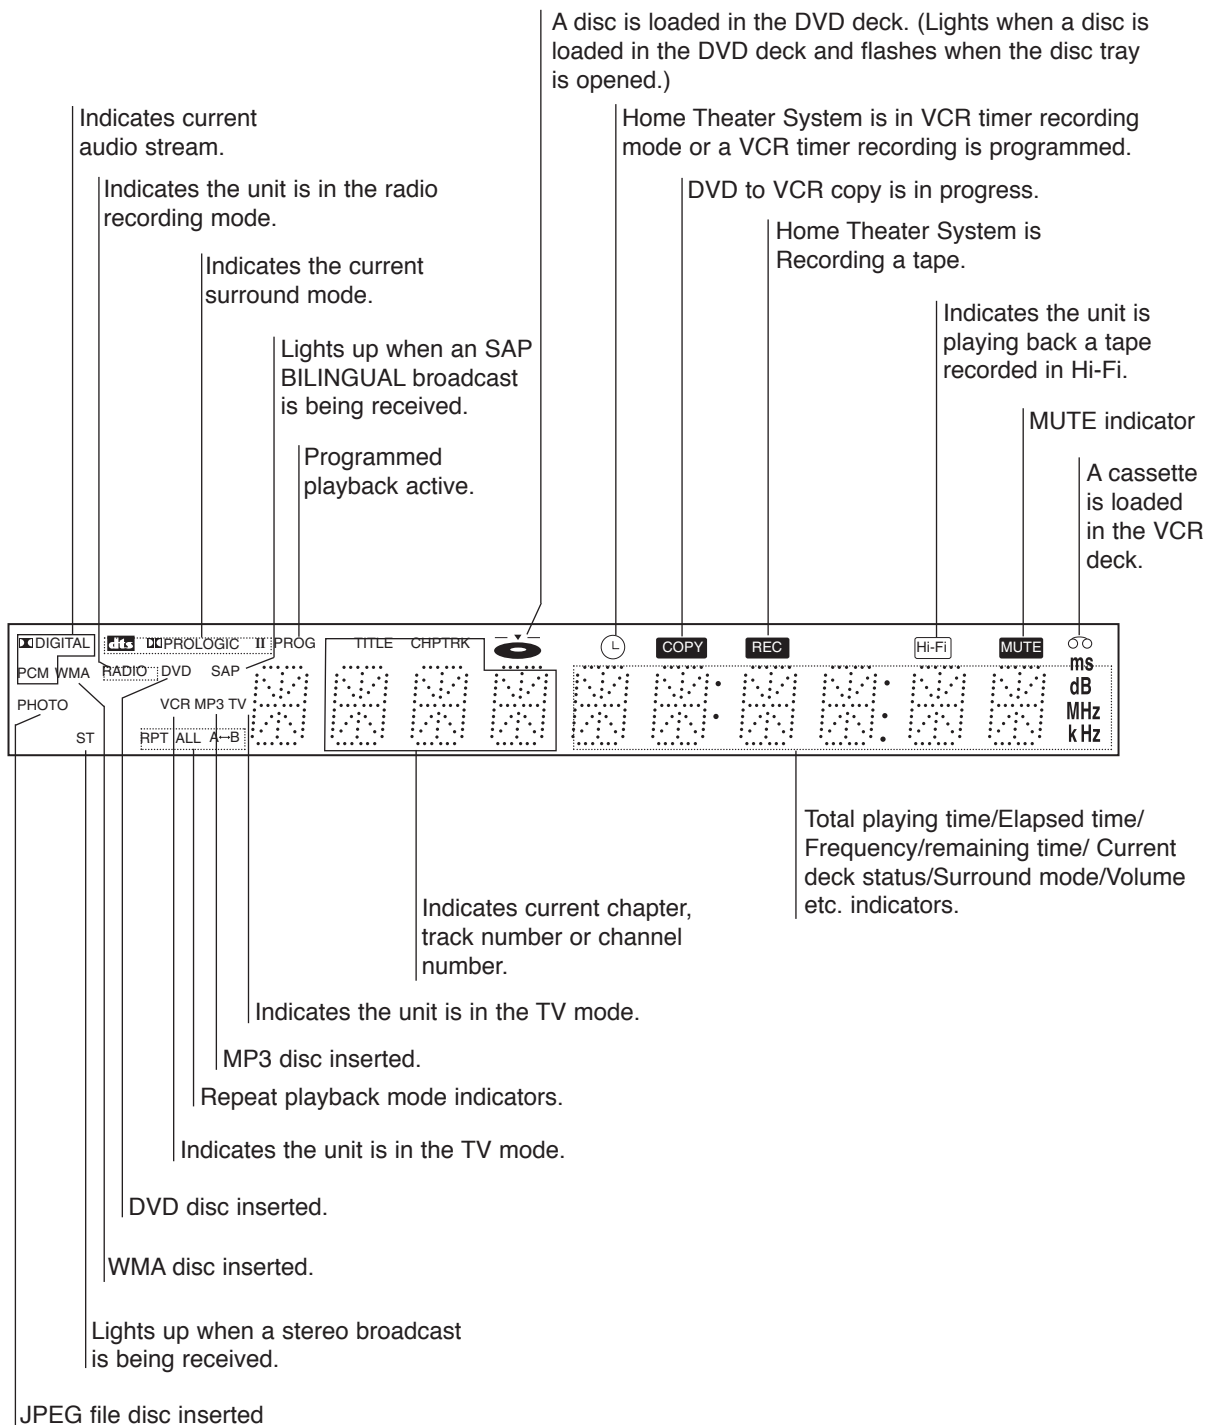 A disc is loaded in the DVD deck. (Lights when a disc is
loaded in the DVD deck and flashes when the disc tray
is opened.)
Indicates current
audio stream.
Home Theater System is in VCR timer recording
mode or a VCR timer recording is programmed.
Indicates the unit is in the radio
recording mode.
DVD to VCR copy is in progress.
Home Theater System is
Recording a tape.
Indicates the current
surround mode.
Indicates the unit is
playing back a tape
recorded in Hi-Fi.
Lights up when an SAP
BILINGUAL broadcast
is being received.
MUTE indicator
Programmed
playback active.
A cassette
is loaded
in the VCR
deck.
DIGITAL dts PROLOGIC II PROG TITLE CHPTRK COPY REC Hi-Fi MUTE
PCM WMA RADIO DVD SAP ms
dB
PHOTO VCR MP3 TV MHz
ST RPT ALL A↔B kHz
Total playing time/Elapsed time/
Frequency/remaining time/ Current
deck status/Surround mode/Volume
etc. indicators.
Indicates current chapter,
track number or channel
number.
Indicates the unit is in the TV mode.
MP3 disc inserted.
Repeat playback mode indicators.
Indicates the unit is in the TV mode.
DVD disc inserted.
WMA disc inserted.
Lights up when a stereo broadcast
is being received.
JPEG file disc inserted